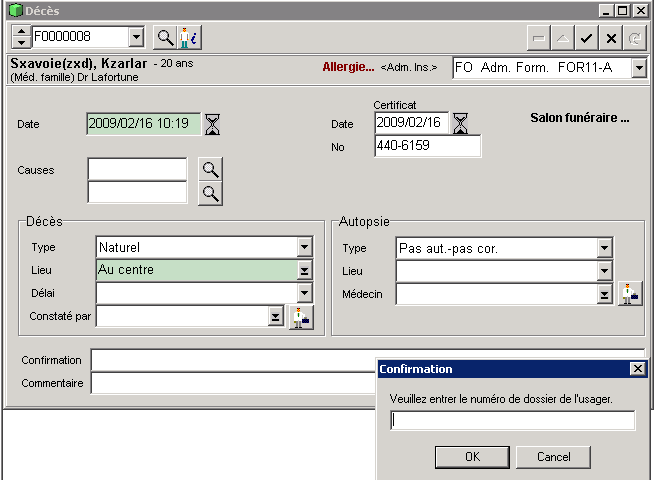 Décès
F0000008
Sxavoie(zxd), Kzarlar - 20 ans
(Méd. famille) Dr Lafortune
Allergie... <Adm. Ins.> FO Adm. Form. FOR11-A
Certificat
Date 2009/02/16 10:19
Date 2009/02/16
Salon funéraire ...
No 440-6159
Causes
Décès
Type Naturel
Lieu Au centre
Délai
Constaté par
Autopsie
Type Pas aut.-pas cor.
Lieu
Médecin
Confirmation
Commentaire
Confirmation
Veuillez entrer le numéro de dossier de l'usager.
OK Cancel